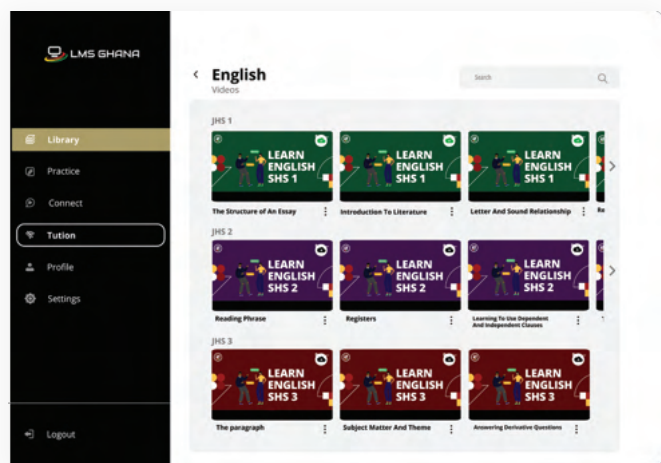 LMS GHANA
Library
Practice
Connect
Tution
Profile
Settings
Logout
English
Videos
Search
JHS 1
LEARN
ENGLISH
SHS 1
LEARN
ENGLISH
SHS 1
LEARN
ENGLISH
SHS 1
The Structure of An Essay
Introduction To Literature
Letter And Sound Relationship
JHS 2
LEARN
ENGLISH
SHS 2
LEARN
ENGLISH
SHS 2
LEARN
ENGLISH
SHS 2
Reading Phrase
Registers
Learning To Use Dependent
And Independent Clauses
JHS 3
LEARN
ENGLISH
SHS 3
LEARN
ENGLISH
SHS 3
LEARN
ENGLISH
SHS 3
The paragraph
Subject Matter And Theme
Answering Derivative Questions